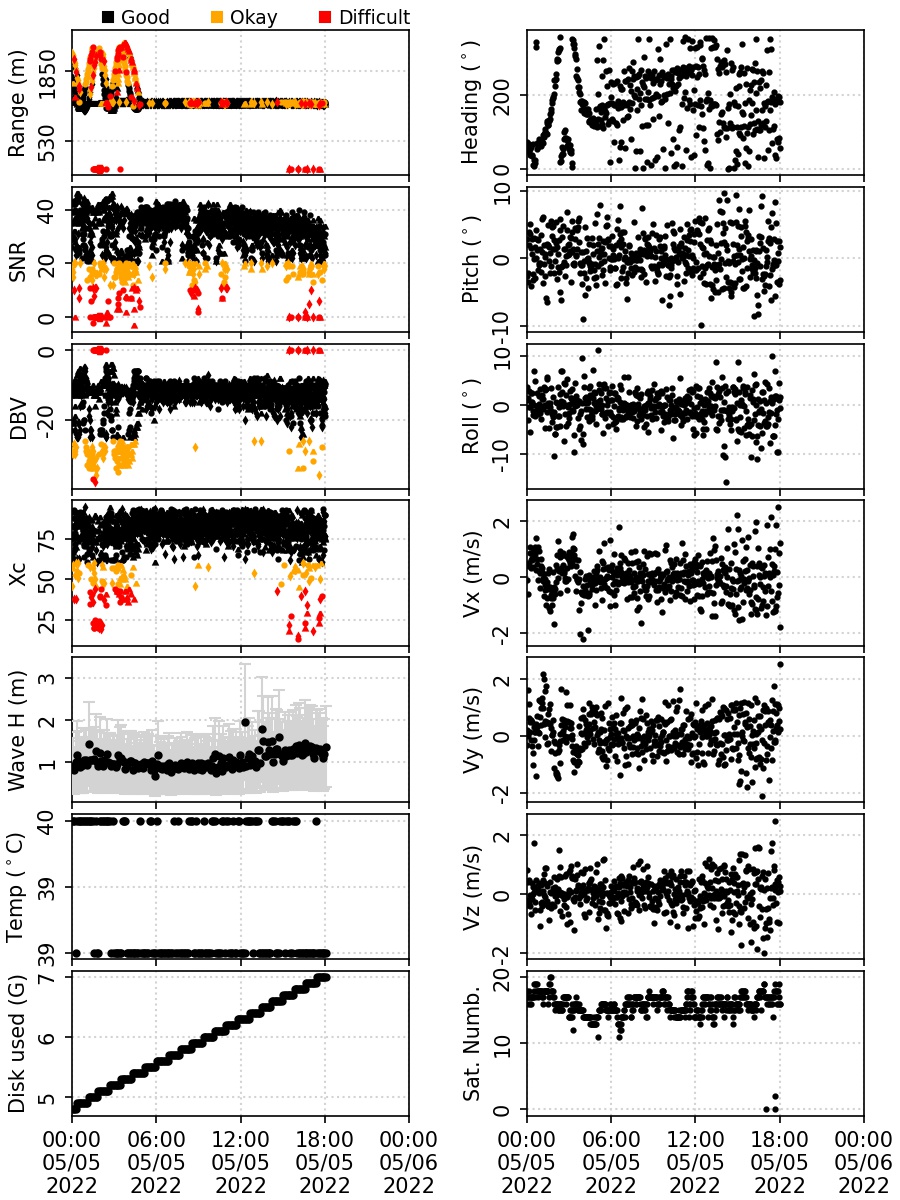 Good Okay Difficult
Range (m)
1850
530
Heading (°)
200
0
SNR
40
20
0
Pitch (°)
10
0
-10
DBV
0
-20
Roll (°)
10
0
-10
Xc
75
50
25
Vx (m/s)
2
0
-2
Wave H (m)
3
2
1
Vy (m/s)
2
0
-2
Temp (°C)
40
39
39
Vz (m/s)
2
0
-2
Disk used (G)
7
6
5
Sat. Numb.
20
10
0
00:00 06:00 12:00 18:00 00:00 00:00 06:00 12:00 18:00 00:00
05/05 05/05 05/05 05/05 05/06 05/05 05/05 05/05 05/05 05/06
2022 2022 2022 2022 2022 2022 2022 2022 2022 2022